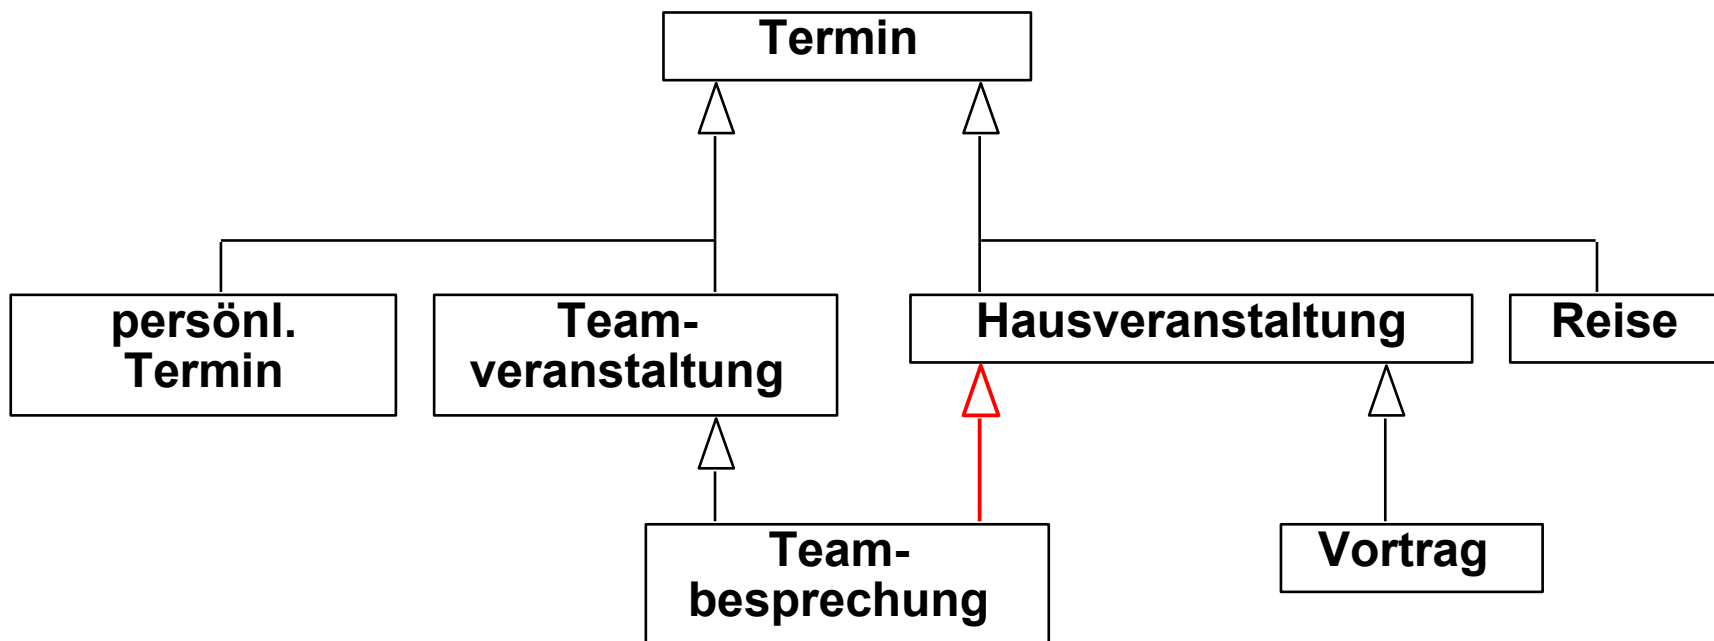 Termin
persönl.
Termin
Team-
veranstaltung
Hausveranstaltung
Reise
Team-
besprechung
Vortrag